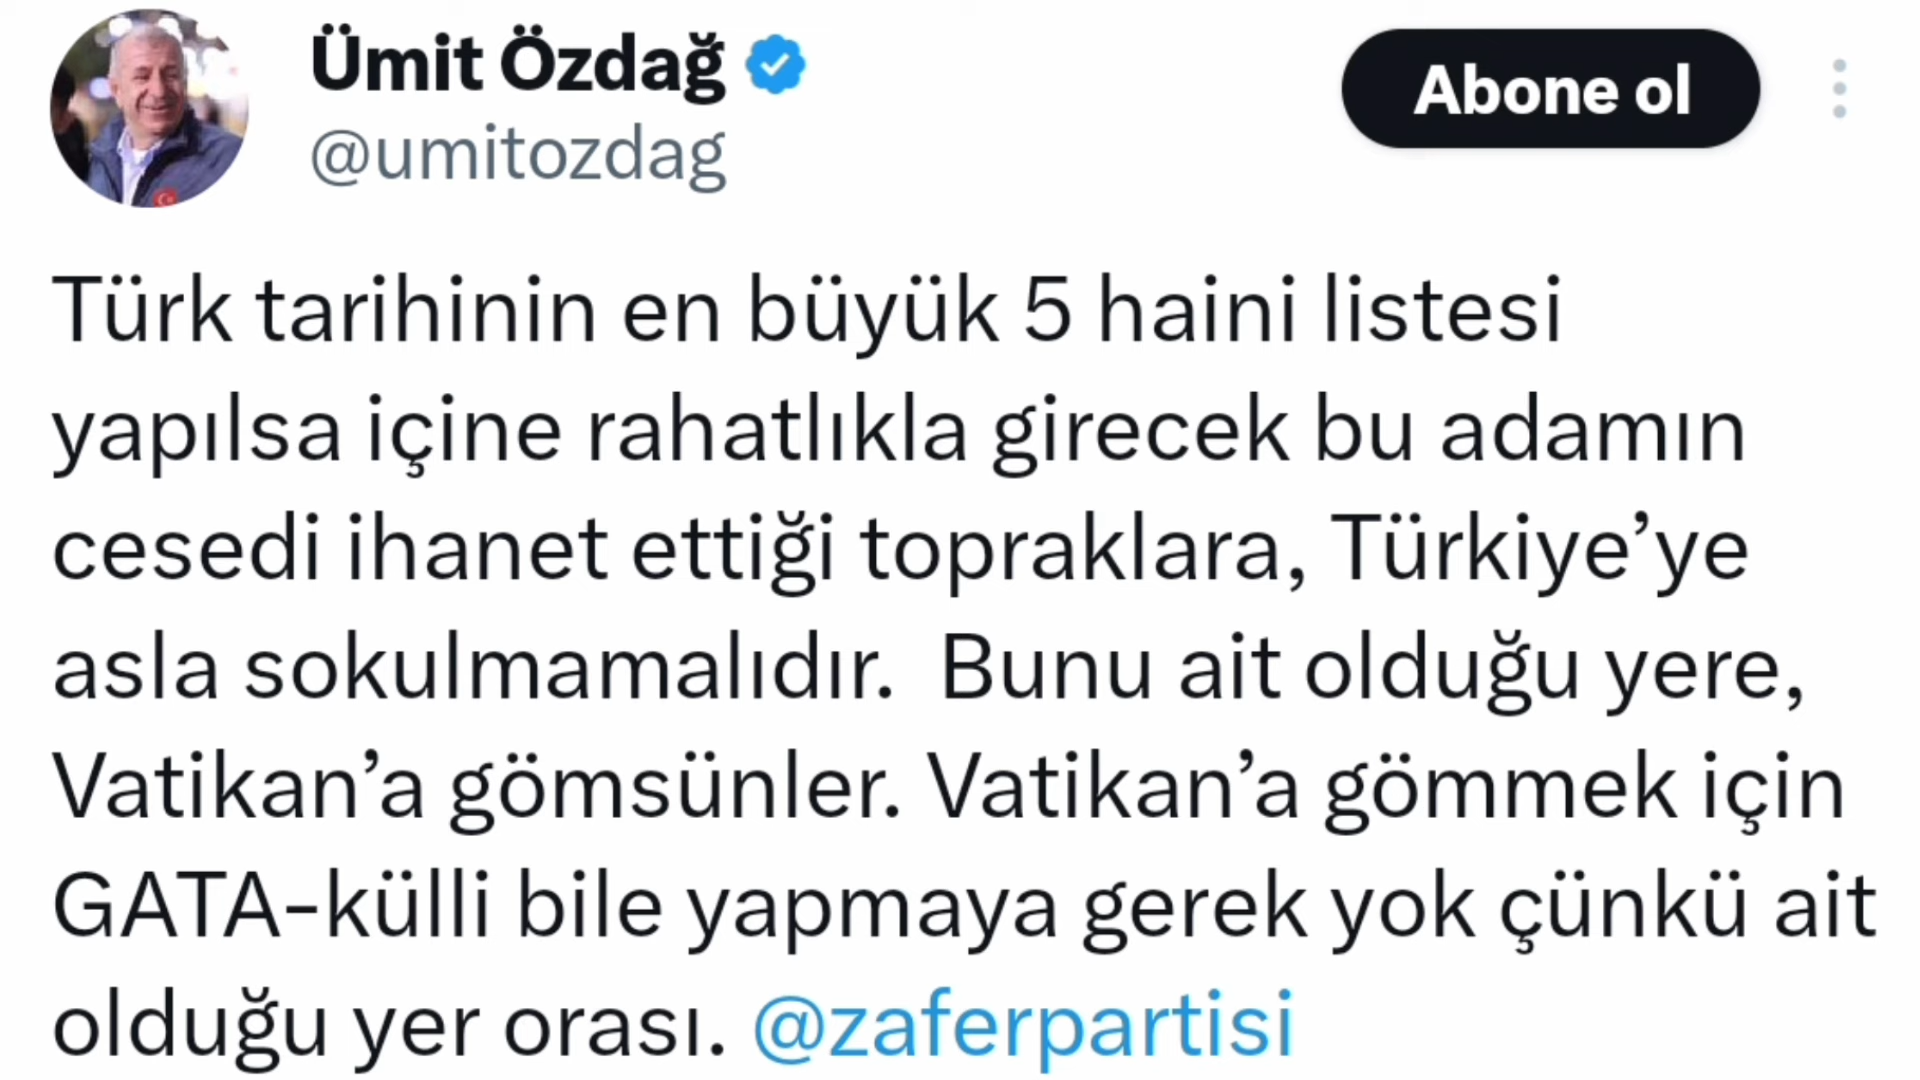 Ümit Özdağ
@umitozdag
Abone ol
Türk tarihinin en büyük 5 haini listesi
yapılsa içine rahatlıkla girecek bu adamın
cesedi ihanet ettiği topraklara, Türkiye’ye
asla sokulmamalıdır.  Bunu ait olduğu yere,
Vatikan’a gömsünler. Vatikan’a gömmek için
GATA-külli bile yapmaya gerek yok çünkü ait
olduğu yer orası. @zaferpartisi